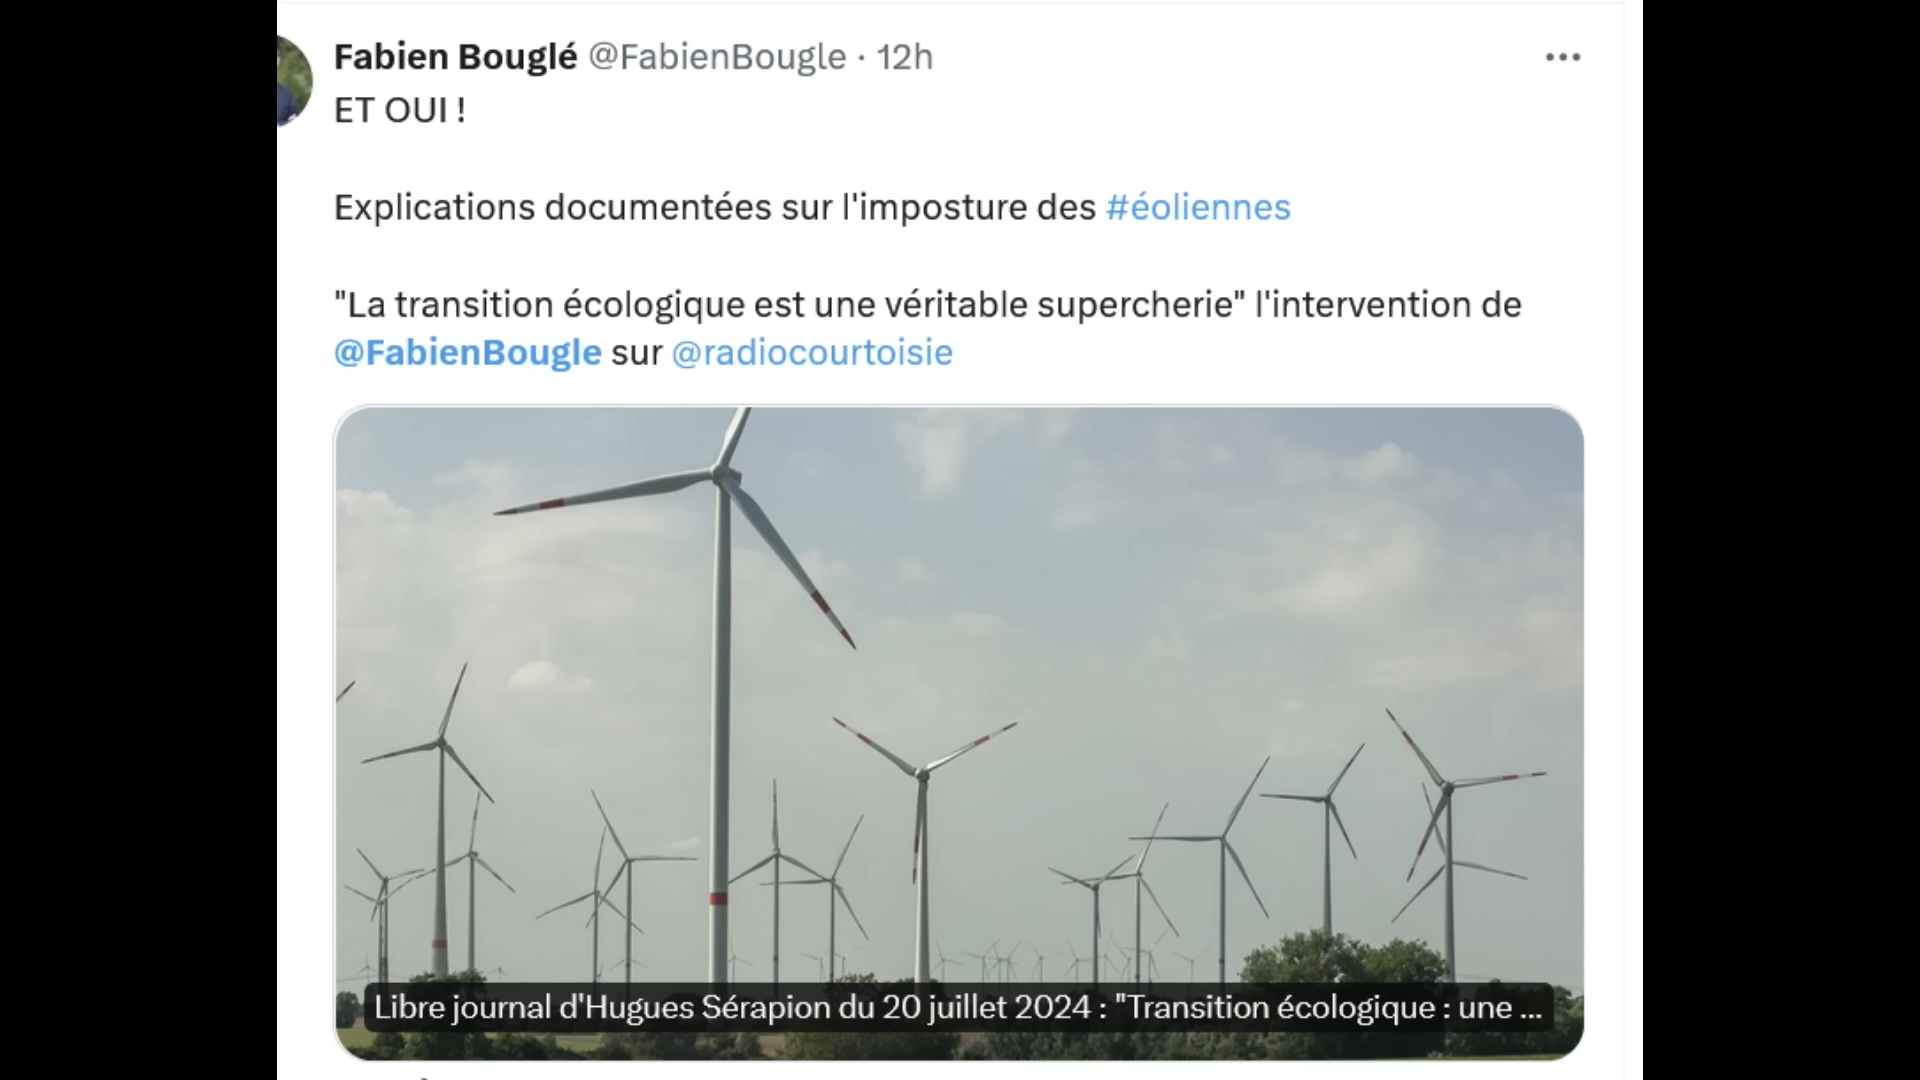 Fabien Bouglé @FabienBougle · 12h
ET OUI !
Explications documentées sur l'imposture des #éoliennes
"La transition écologique est une véritable supercherie" l'intervention de
@FabienBougle sur @radiocourtoisie
Libre journal d'Hugues Sérapion du 20 juillet 2024 : "Transition écologique : une ...